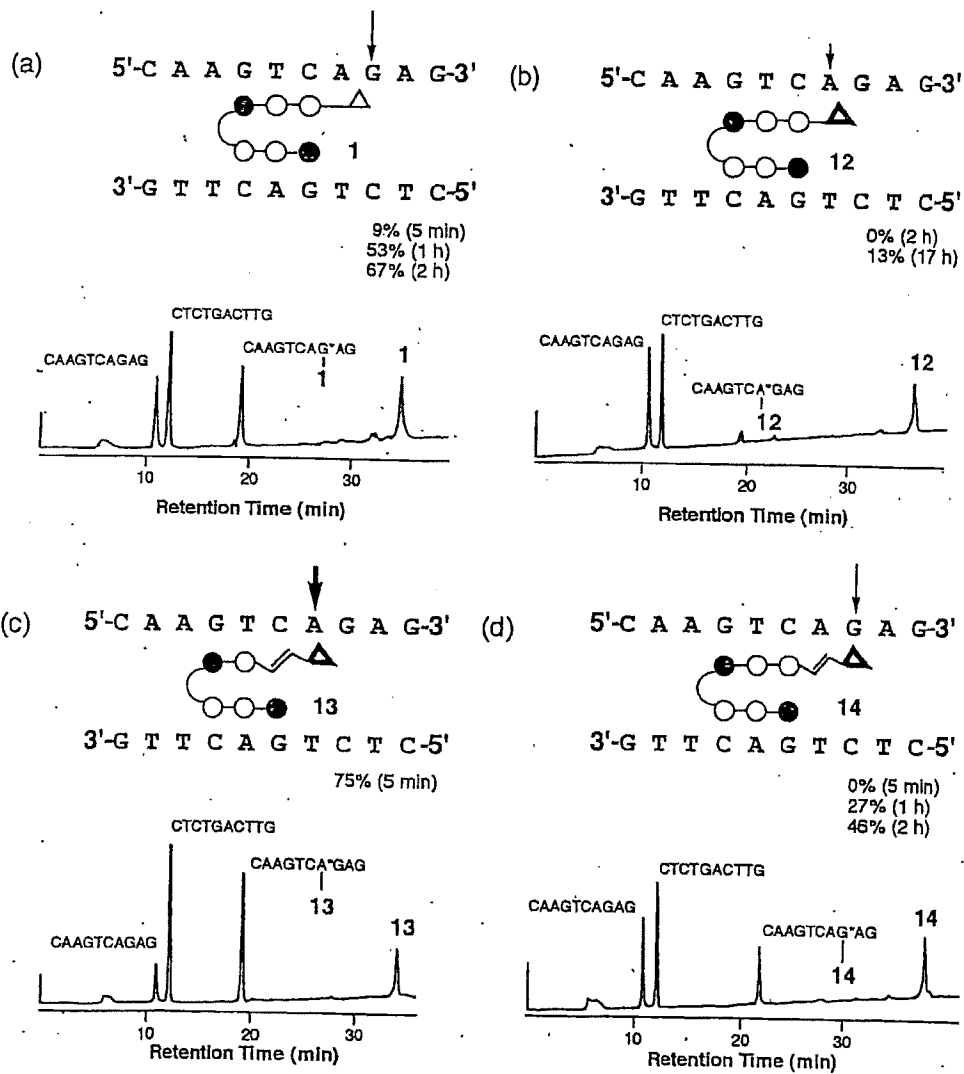 (a)
5'-C A A G T C A G A G-3'
1
3'-G T T C A G T C T C-5'
9% (5 min)
53% (1 h)
67% (2 h)
CTCTGACTTG
CAAGTCAGAG
CAAGTCAG*AG
1
1
10 20 30
Retention Time (min)
(b)
5'-C A A G T C A G A G-3'
12
3'-G T T C A G T C T C-5'
0% (2 h)
13% (17 h)
CTCTGACTTG
CAAGTCAGAG
CAAGTCA*GAG
12
12
10 20 30
Retention Time (min)
(c)
5'-C A A G T C A G A G-3'
13
3'-G T T C A G T C T C-5'
75% (5 min)
CTCTGACTTG
CAAGTCA*GAG
13
CAAGTCAGAG
13
10 20 30
Retention Time (min)
(d)
5'-C A A G T C A G A G-3'
14
3'-G T T C A G T C T C-5'
0% (5 min)
27% (1 h)
46% (2 h)
CTCTGACTTG
CAAGTCAGAG
CAAGTCAG*AG
14
14
10 20 30
Retention Time (min)